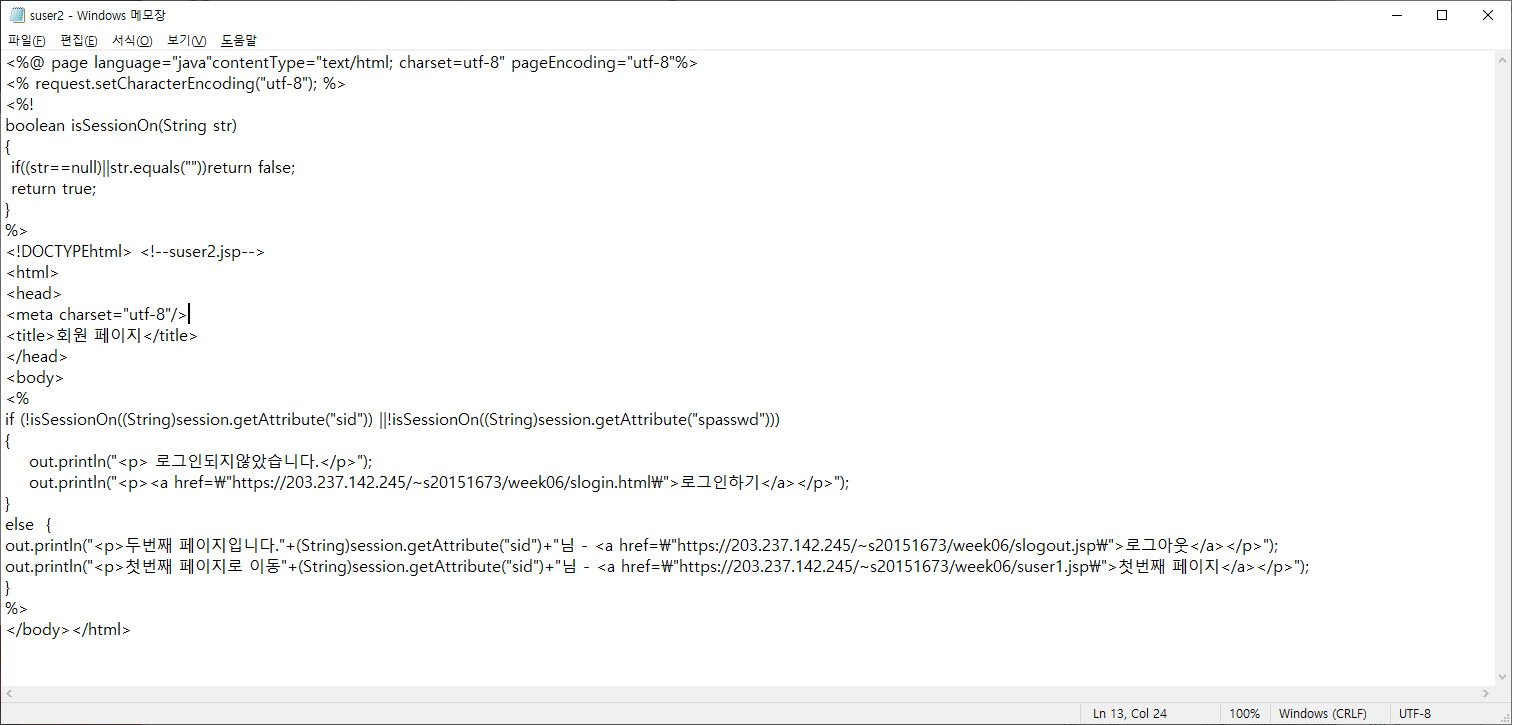 suser2 - Windows 메모장
파일(F) 편집(E) 서식(O) 보기(V) 도움말
<%@ page language="java"contentType="text/html; charset=utf-8" pageEncoding="utf-8"%>
<% request.setCharacterEncoding("utf-8"); %>
<%!
boolean isSessionOn(String str)
{
 if((str==null)||str.equals(""))return false;
 return true;
}
%>
<!DOCTYPEhtml> <!--suser2.jsp-->
<html>
<head>
<meta charset="utf-8"/>
<title>회원 페이지</title>
</head>
<body>
<%
if (!isSessionOn((String)session.getAttribute("sid")) ||!isSessionOn((String)session.getAttribute("spasswd")))
{
    out.println("<p> 로그인되지않았습니다.</p>");
    out.println("<p><a href=₩"https://203.237.142.245/~s20151673/week06/slogin.html₩">로그인하기</a></p>");
}
else  {
out.println("<p>두번째 페이지입니다."+(String)session.getAttribute("sid")+"님 - <a href=₩"https://203.237.142.245/~s20151673/week06/slogout.jsp₩">로그아웃</a></p>");
out.println("<p>첫번째 페이지로 이동"+(String)session.getAttribute("sid")+"님 - <a href=₩"https://203.237.142.245/~s20151673/week06/suser1.jsp₩">첫번째 페이지</a></p>");
}
%>
</body></html>
Ln 13, Col 24 100% Windows (CRLF) UTF-8